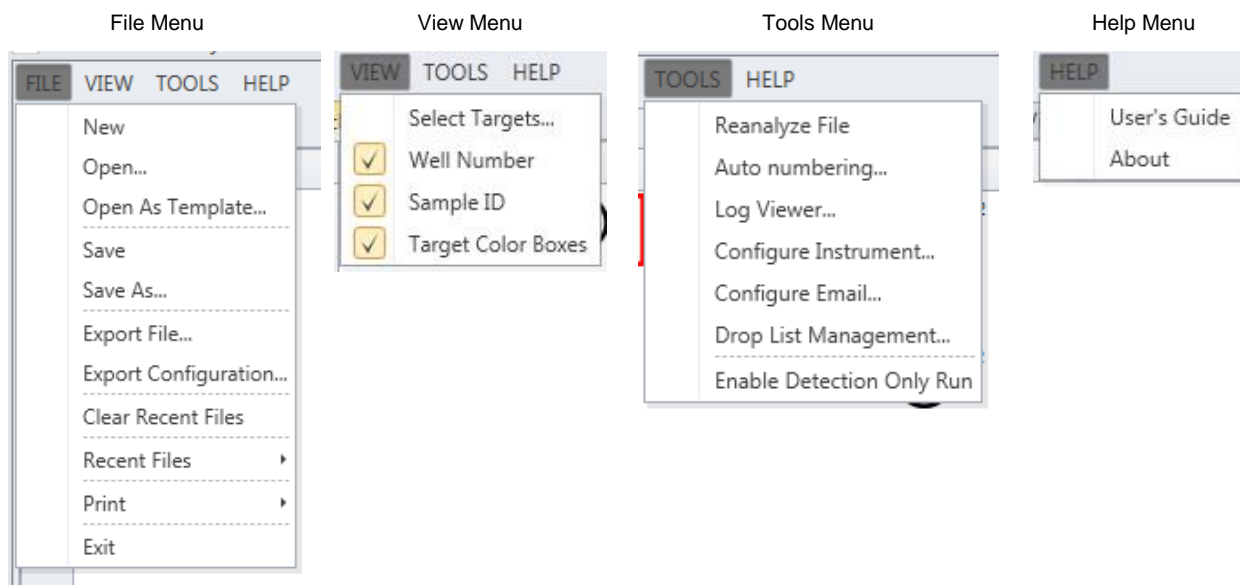 File Menu
FILE VIEW TOOLS HELP
New
Open...
Open As Template...
Save
Save As...
Export File...
Export Configuration...
Clear Recent Files
Recent Files
Print
Exit
View Menu
VIEW TOOLS HELP
Select Targets...
Well Number
Sample ID
Target Color Boxes
Tools Menu
TOOLS HELP
Reanalyze File
Auto numbering...
Log Viewer...
Configure Instrument...
Configure Email...
Drop List Management...
Enable Detection Only Run
Help Menu
HELP
User's Guide
About